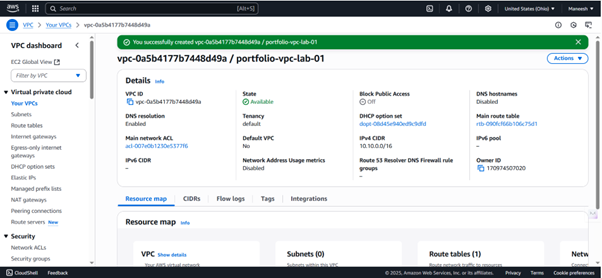 aws
Search
[Alt+S]
United States (Ohio)
VPC > Your VPCs > vpc-0a5b4177b7448d49a
VPC dashboard
EC2 Global View
Filter by VPC
Virtual private cloud
Your VPCs
Subnets
Route tables
Internet gateways
Egress-only internet
gateways
DHCP option sets
Elastic IPs
Managed prefix lists
NAT gateways
Peering connections
Route servers New
Security
Network ACLs
Security groups
You successfully created vpc-0a5b4177b7448d49a / portfolio-vpc-lab-01
vpc-0a5b4177b7448d49a / portfolio-vpc-lab-01
Actions
Details Info
VPC ID
vpc-0a5b4177b7448d49a
State
Available
Block Public Access
Off
DNS hostnames
Disabled
DNS resolution
Enabled
Tenancy
default
DHCP option set
dopt-08d45e940ed9c9dfd
Main route table
rtb-090fcf66b106c75d1
Main network ACL
acl-007e0b1230e5377f6
Default VPC
No
IPv4 CIDR
10.10.0.0/16
IPv6 pool
–
IPv6 CIDR
–
Network Address Usage metrics
Disabled
Route 53 Resolver DNS Firewall rule
groups
–
Owner ID
170974507020
Resource map
CIDRs
Flow logs
Tags
Integrations
Resource map Info
VPC Show details
Your AWS virtual network
Subnets (0)
Subnets within this VPC
Route tables (1)
Route network traffic to resources
CloudShell
Feedback
© 2025, Amazon Web Services, Inc. or its affiliates.
Privacy
Terms
Cookie preferences